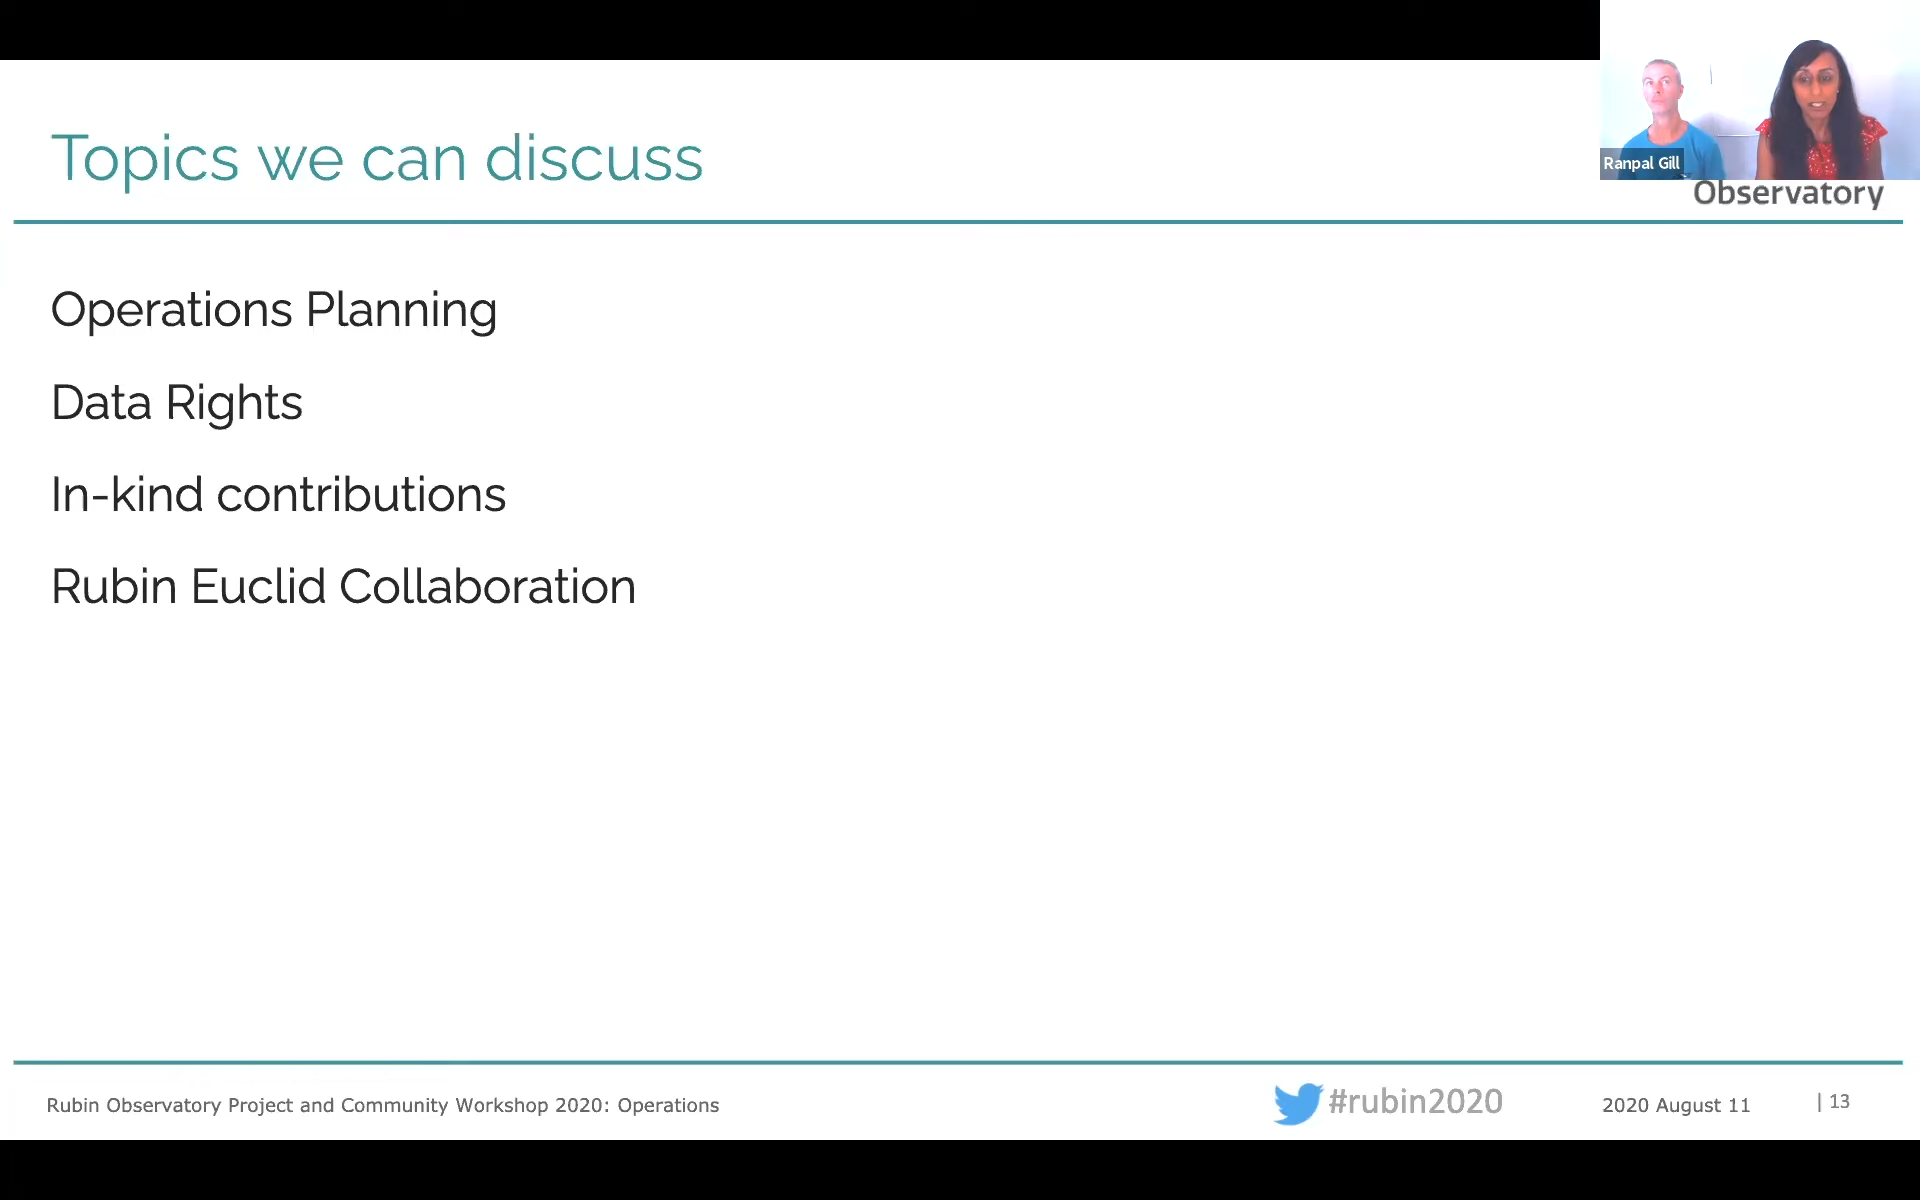 Topics we can discuss
Ranpal Gill
Observatory
Operations Planning
Data Rights
In-kind contributions
Rubin Euclid Collaboration
Rubin Observatory Project and Community Workshop 2020: Operations
#rubin2020
2020 August 11
| 13